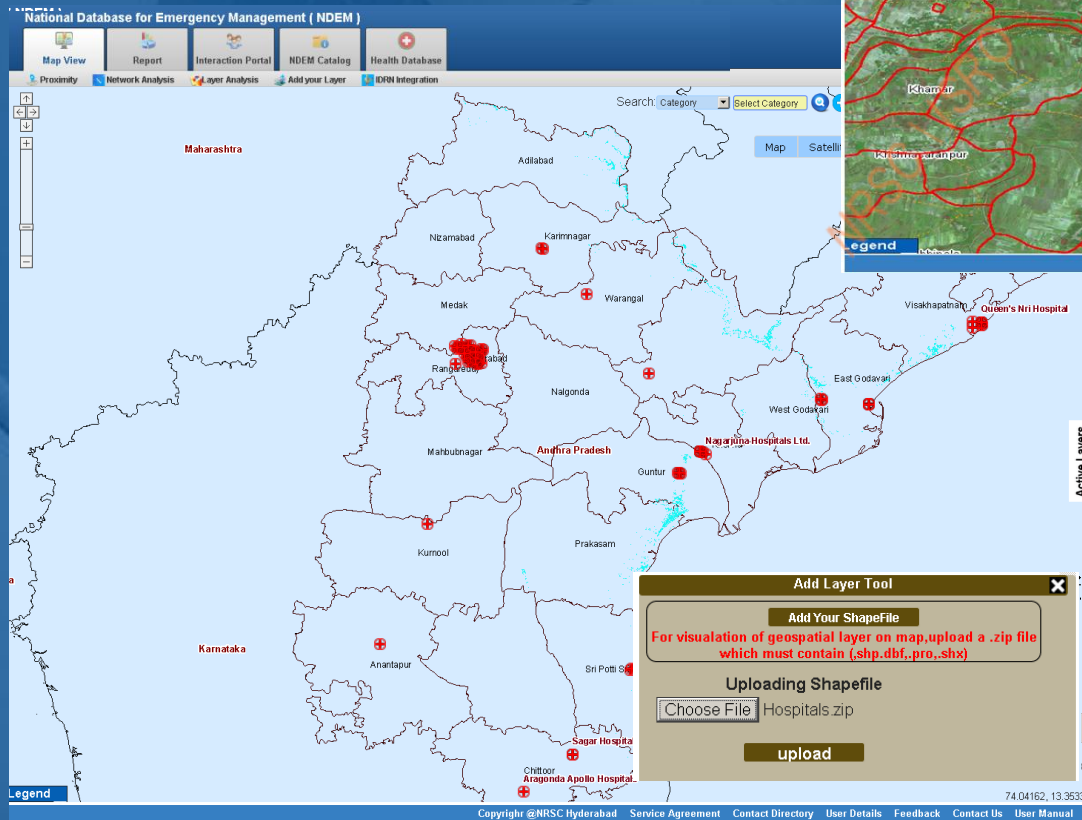 National Database for Emergency Management ( NDEM )
Map View Report Interaction Portal NDEM Catalog Health Database
Proximity Network Analysis Layer Analysis Add your Layer IDRN Integration
Search: Category Select Category
Map
Khamar
Legend
Maharashtra
Adilabad
Nizamabad
Karimnagar
Medak
Warangal
Visakhapatnam
Queen's Nri Hospital
Nalgonda
East Godavari
West Godavari
Mahbubnagar
Andhra Pradesh
Nagarjuna Hospitals Ltd.
Guntur
Active Layers
Kurnool
Prakasam
Karnataka
Anantapur
Sri Potti
Sagar
Chittoor
Aragonda Apollo
Add Layer Tool
Add Your ShapeFile
For visualation of geospatial layer on map,upload a .zip file
which must contain (,shp.dbf,.pro,.shx)
Uploading Shapefile
Choose File Hospitals.zip
upload
Legend
74.04162, 13.3533
Copyrighr @NRSC Hyderabad Service Agreement Contact Directory User Details Feedback Contact Us User Manual